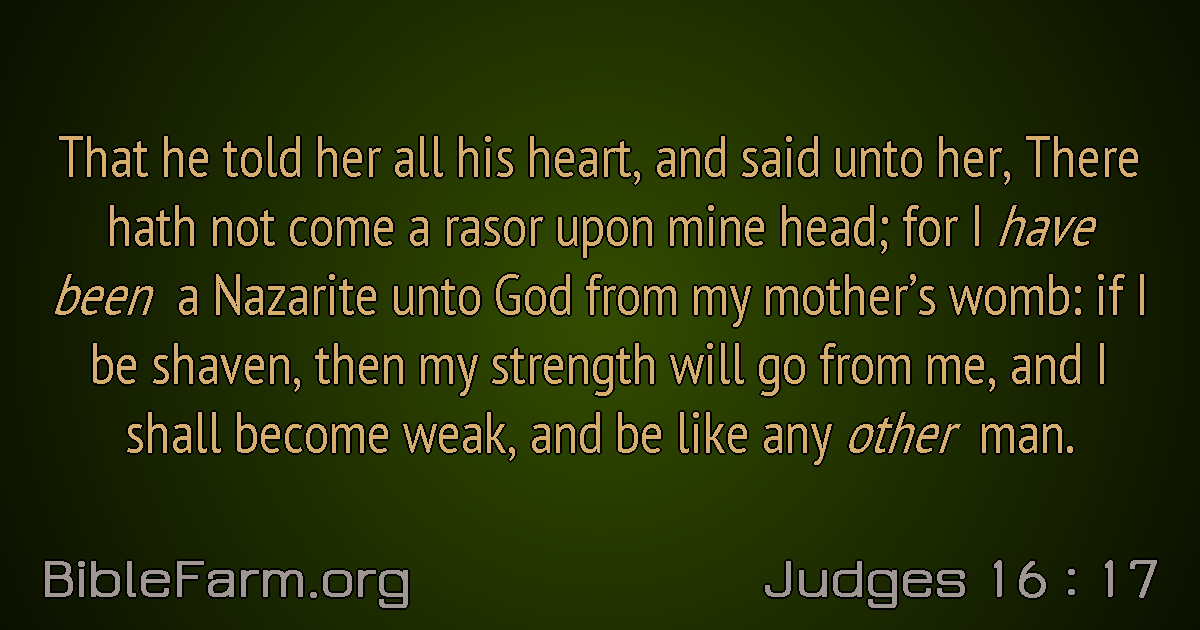 That he told her all his heart, and said unto her, There
hath not come a rasor upon mine head; for I have
been a Nazarite unto God from my mother’s womb: if I
be shaven, then my strength will go from me, and I
shall become weak, and be like any other man.
BibleFarm.org
Judges 16 : 17